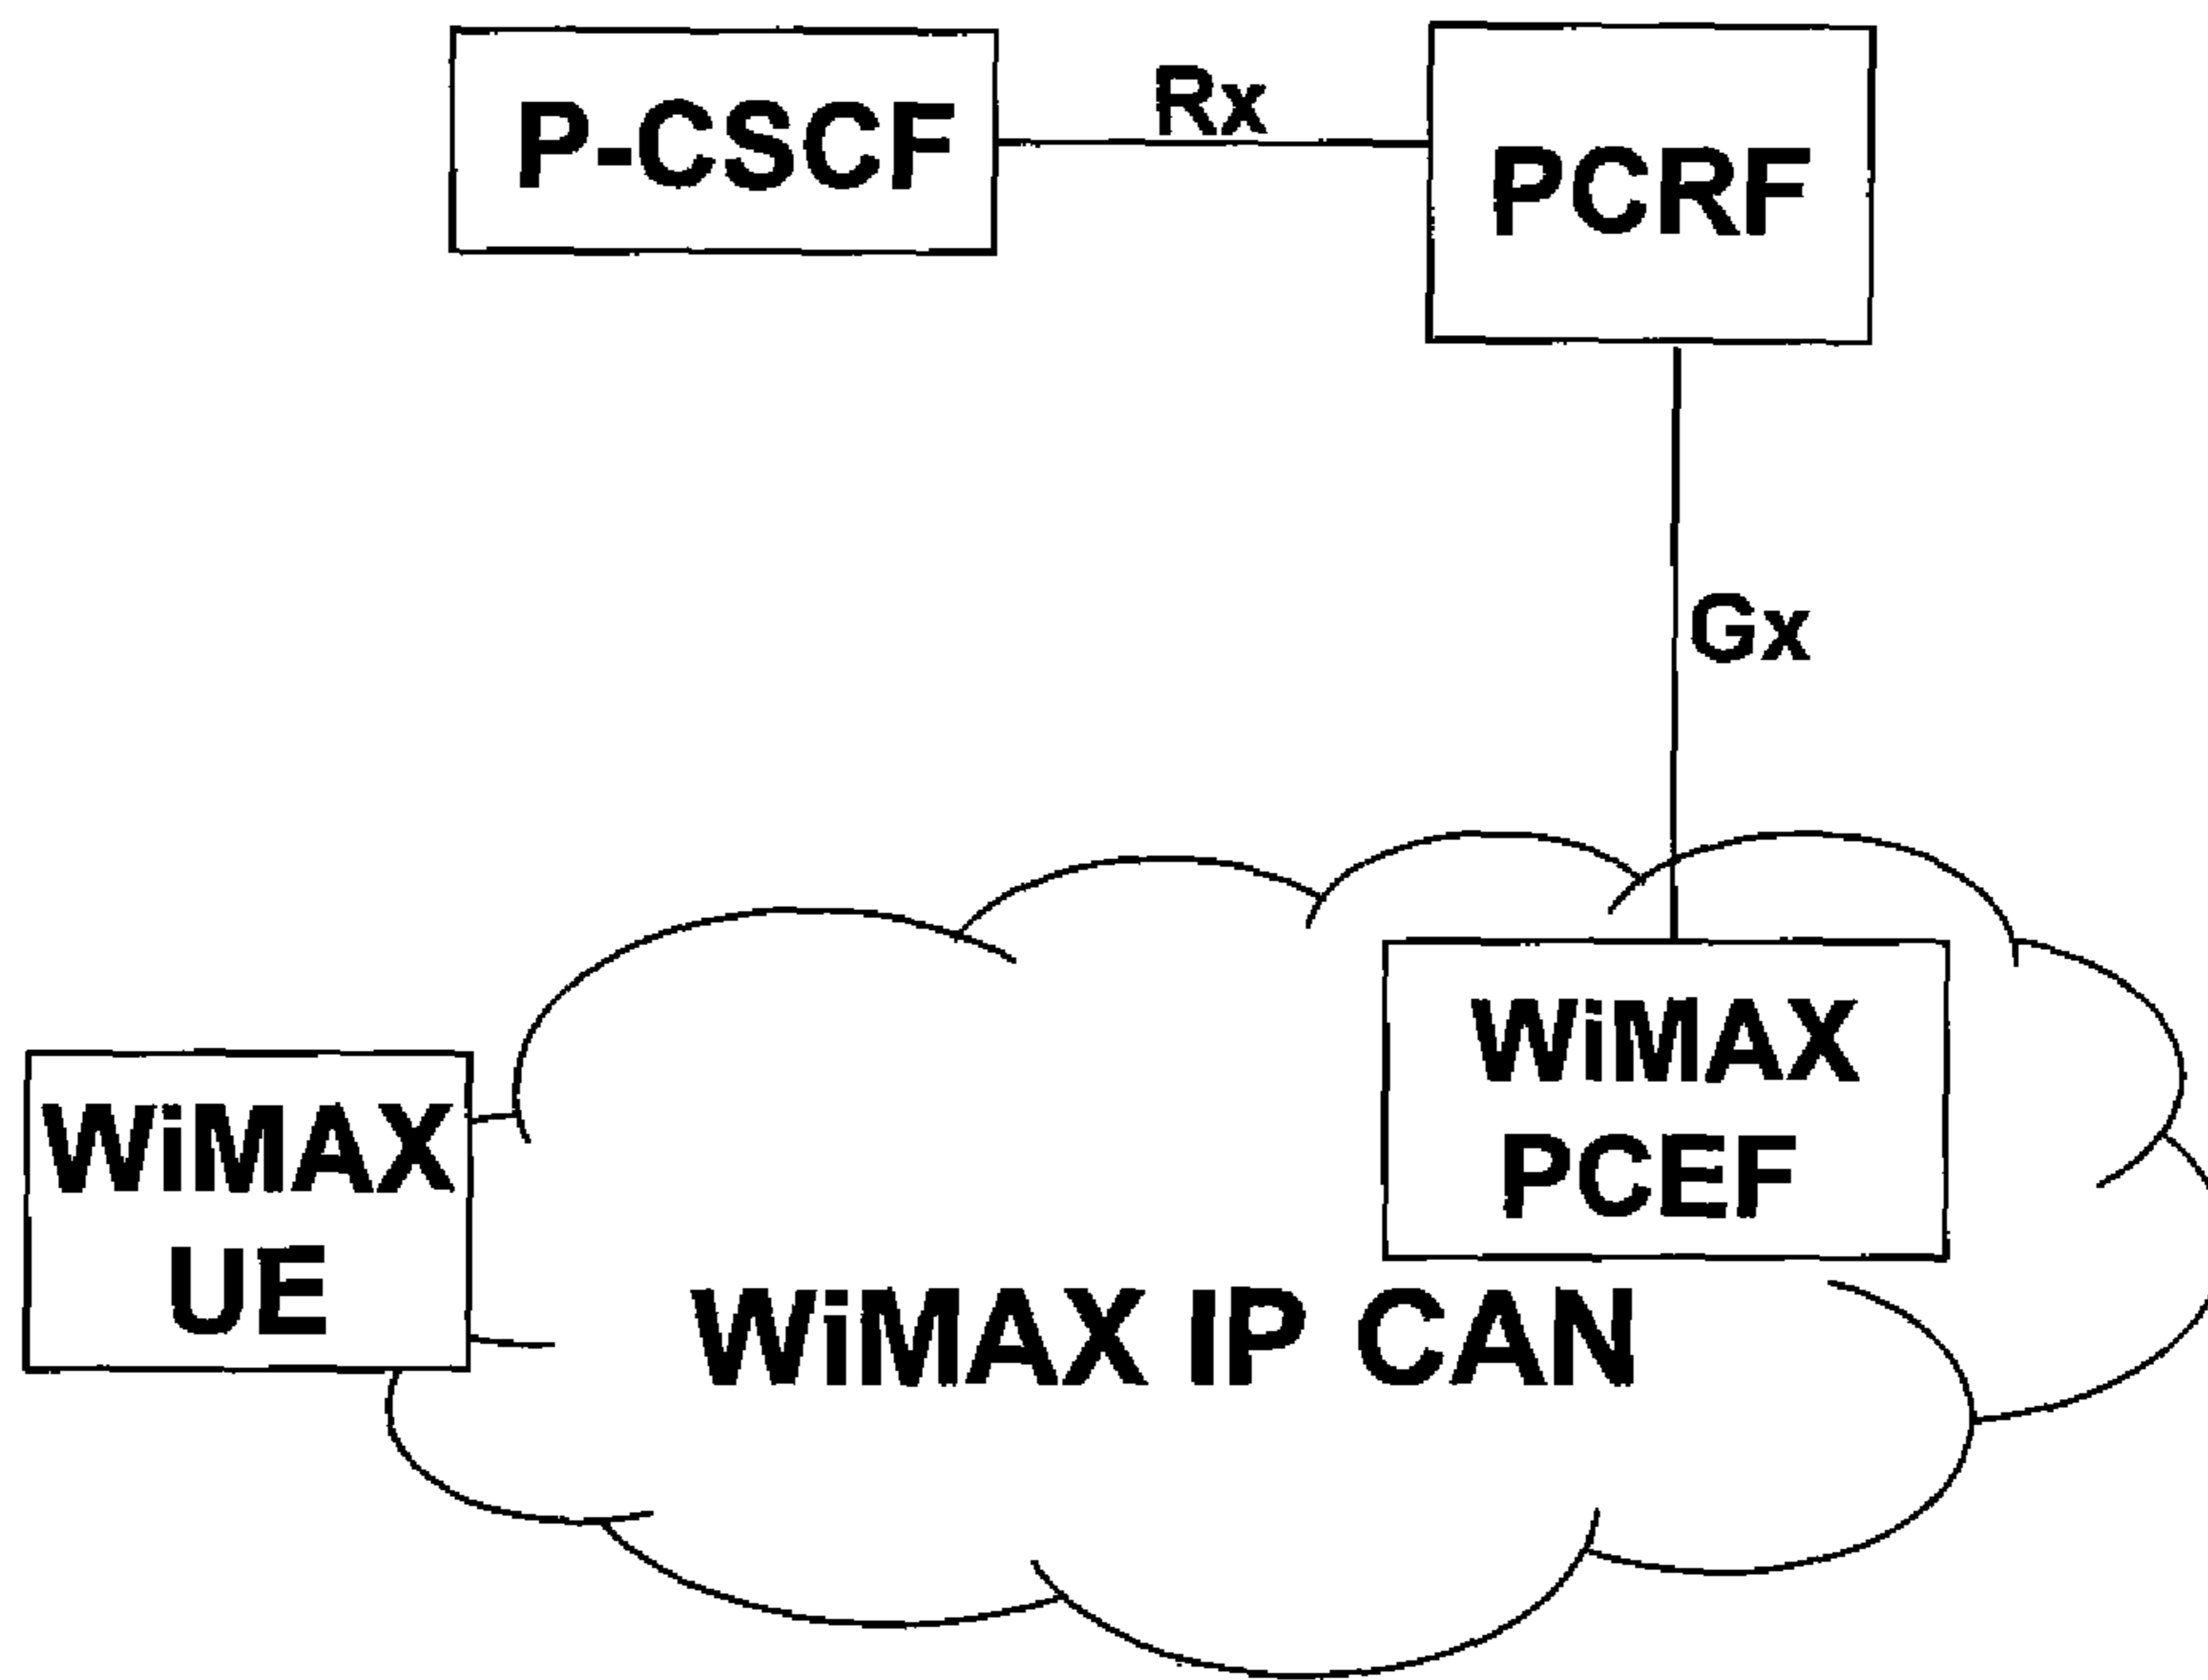 P-CSCF
Rx
PCRF
Gx
WiMAX
PCEF
WiMAX
UE
WiMAX IP CAN